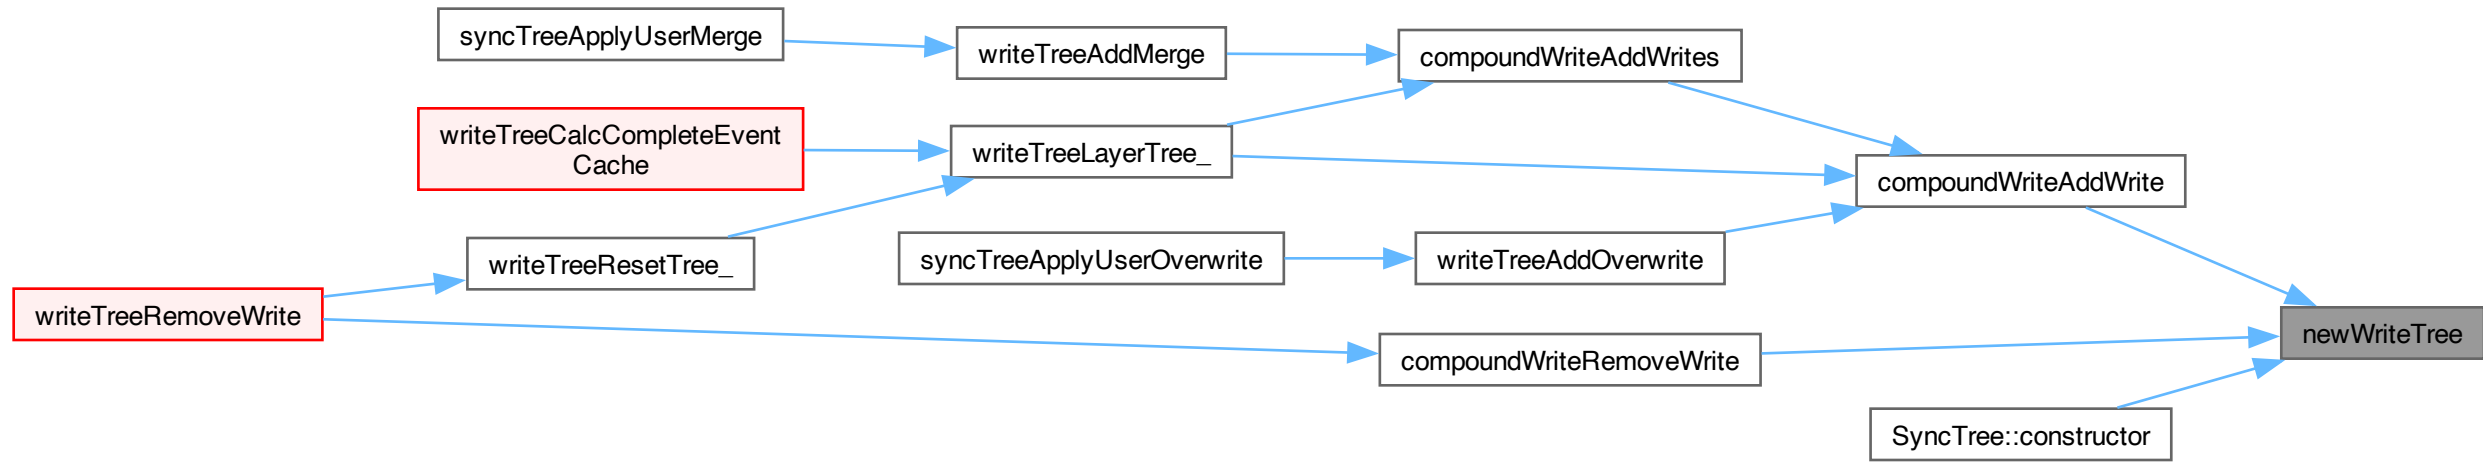 syncTreeApplyUserMerge
writeTreeAddMerge
compoundWriteAddWrites
writeTreeCalcCompleteEvent
Cache
writeTreeLayerTree_
compoundWriteAddWrite
writeTreeResetTree_
syncTreeApplyUserOverwrite
writeTreeAddOverwrite
writeTreeRemoveWrite
compoundWriteRemoveWrite
newWriteTree
SyncTree::constructor